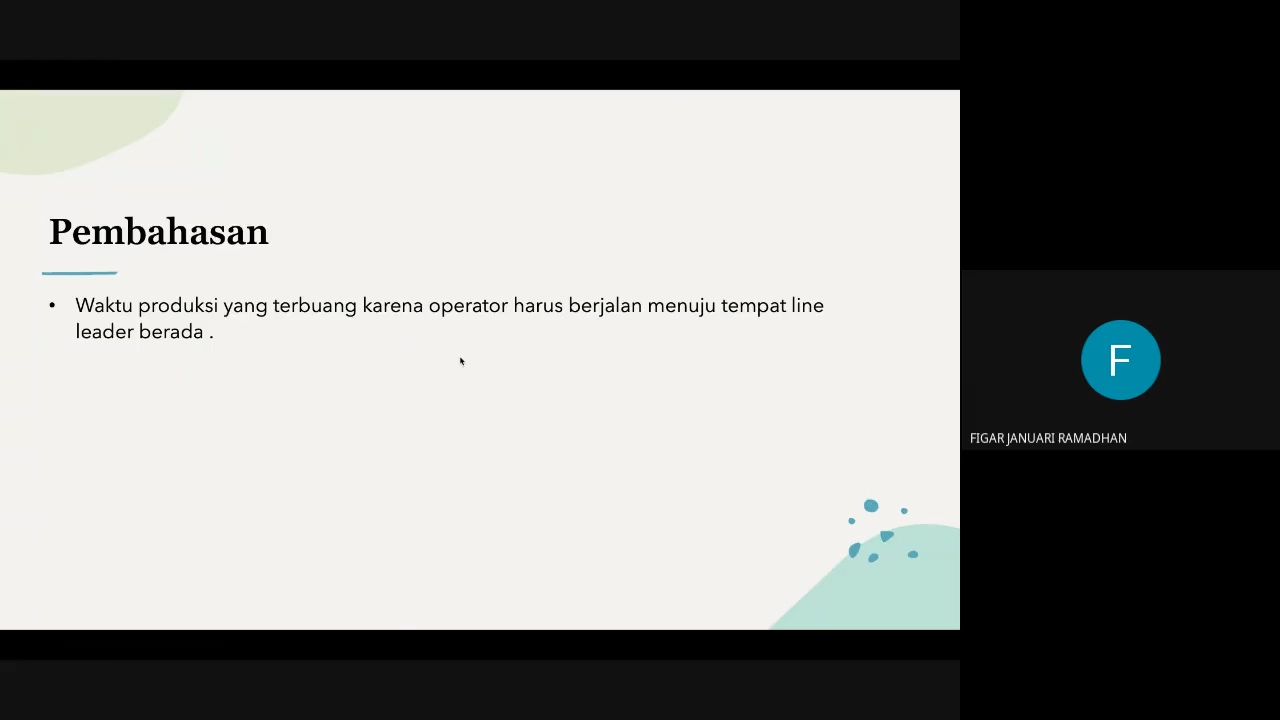 Pembahasan
• Waktu produksi yang terbuang karena operator harus berjalan menuju tempat line
leader berada .
F
FIGAR JANUARI RAMADHAN